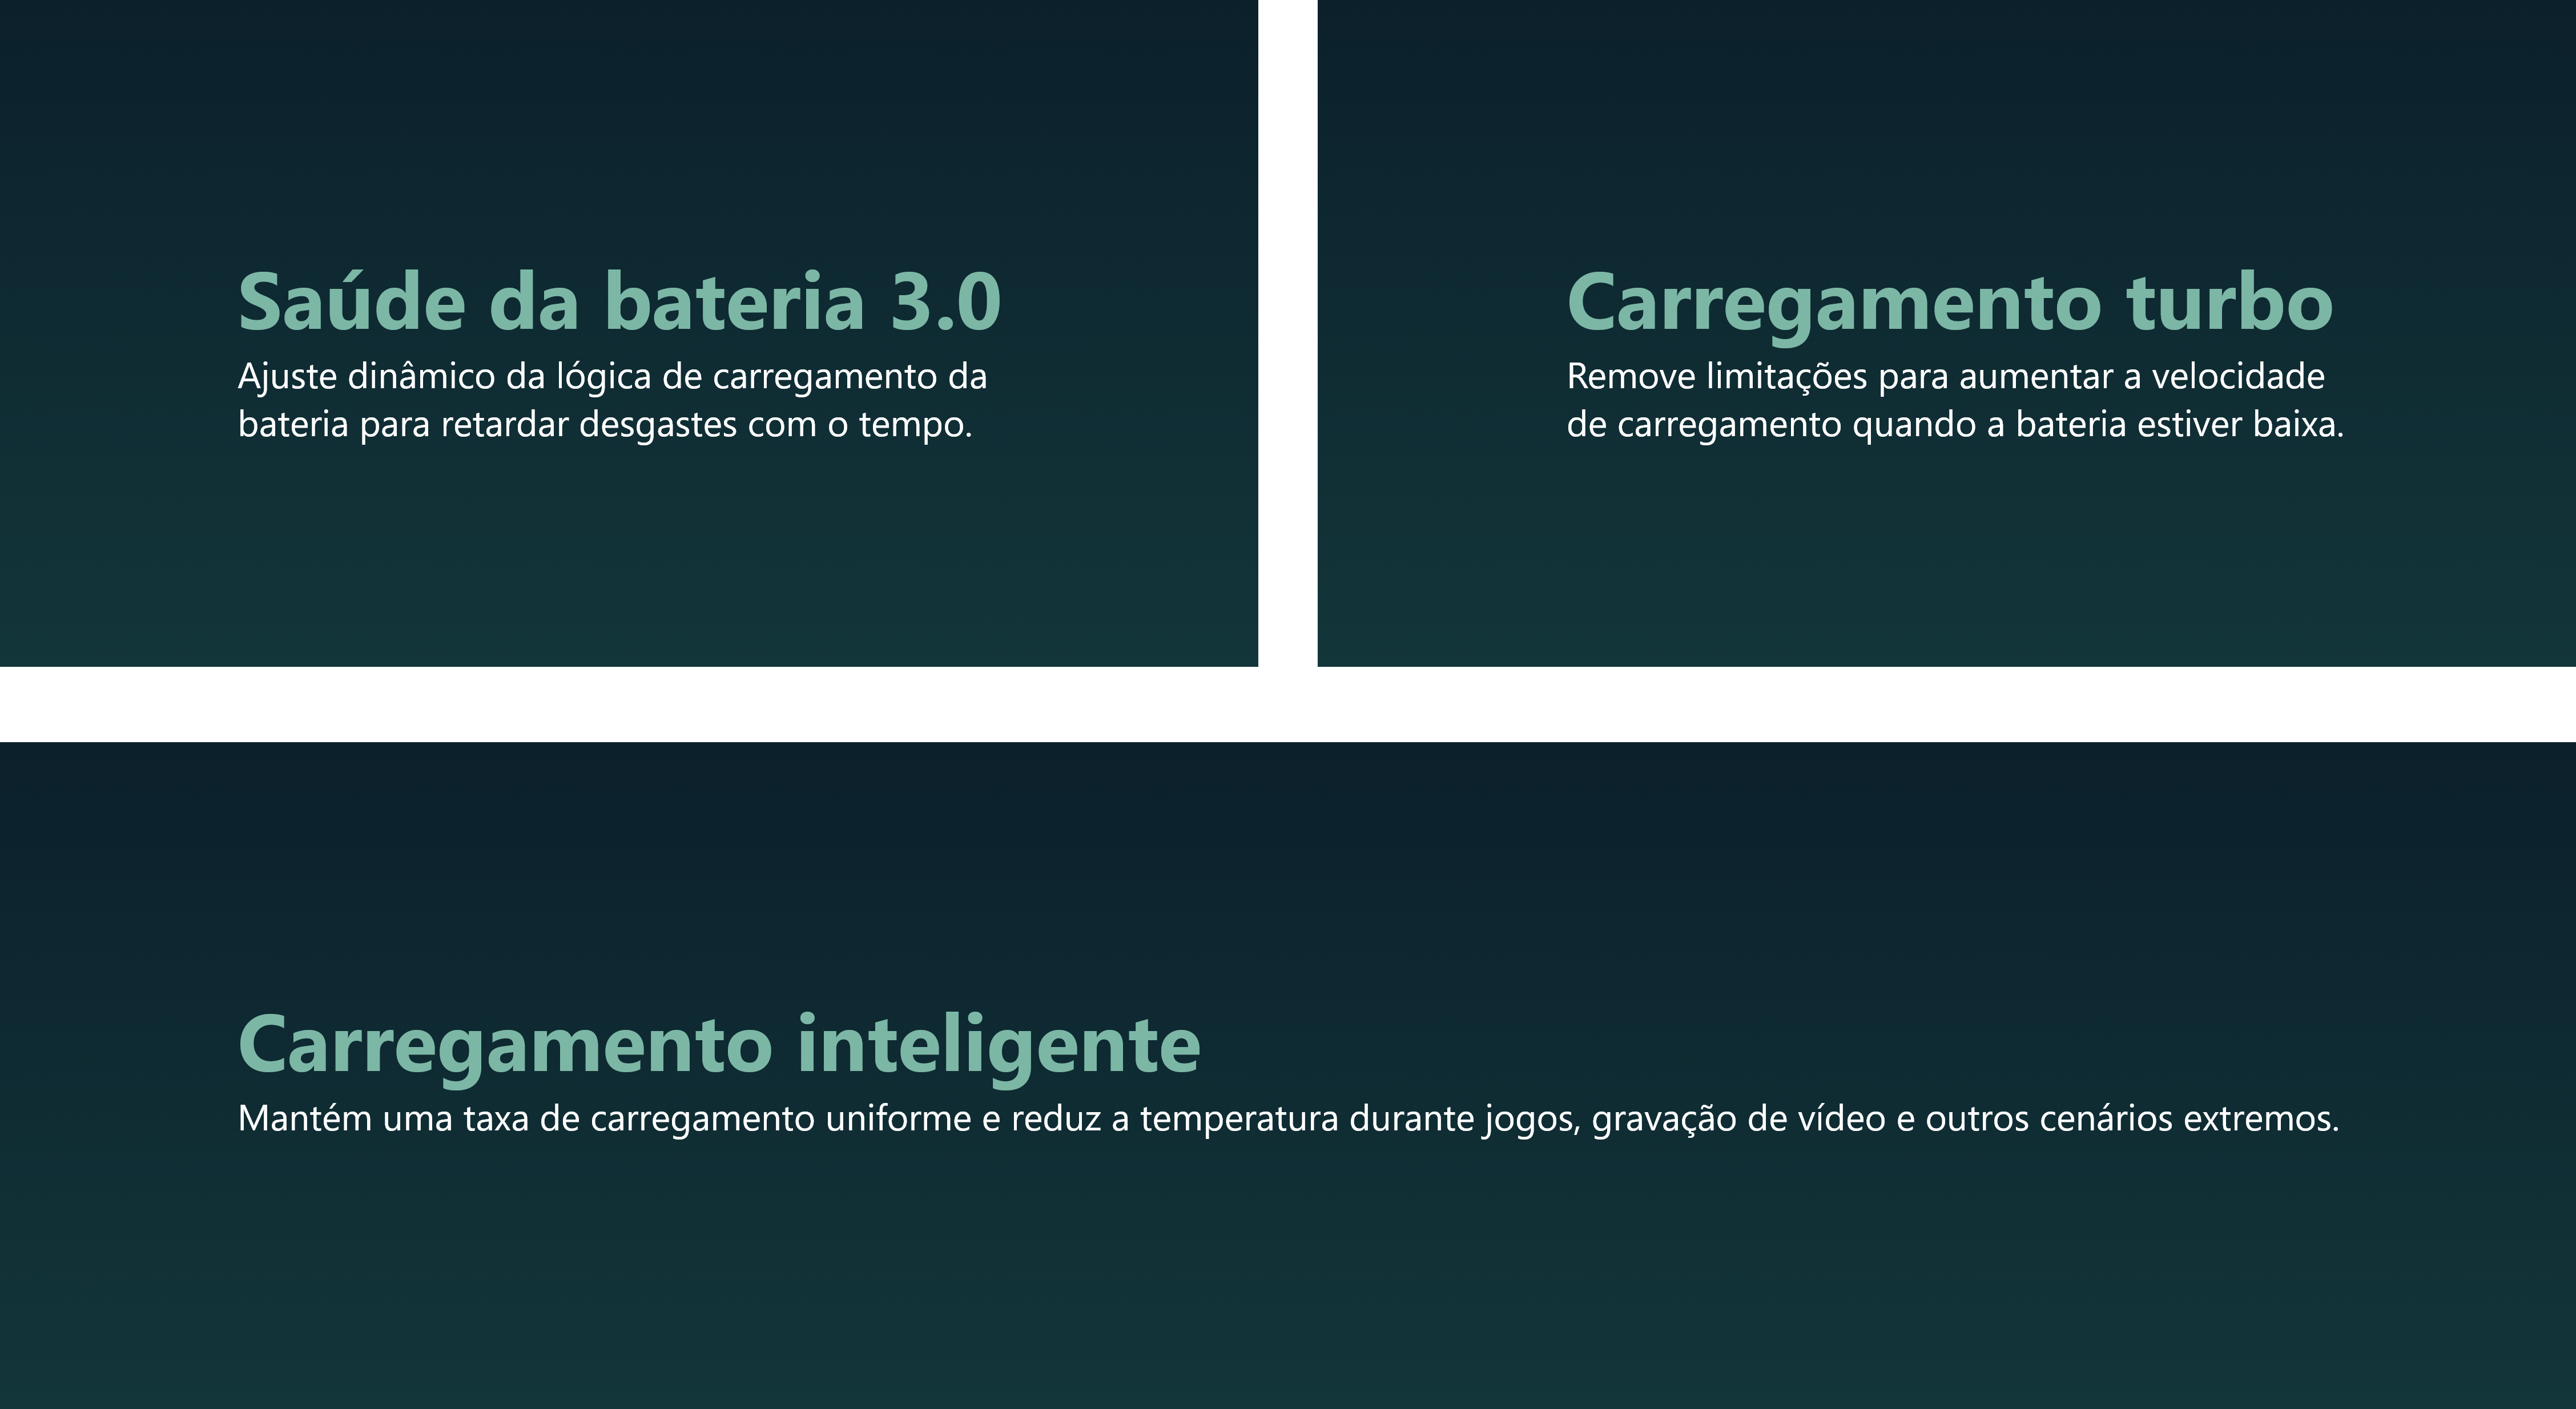 Saúde da bateria 3.0
Ajuste dinâmico da lógica de carregamento da
bateria para retardar desgastes com o tempo.
Carregamento turbo
Remove limitações para aumentar a velocidade
de carregamento quando a bateria estiver baixa.
Carregamento inteligente
Mantém uma taxa de carregamento uniforme e reduz a temperatura durante jogos, gravação de vídeo e outros cenários extremos.